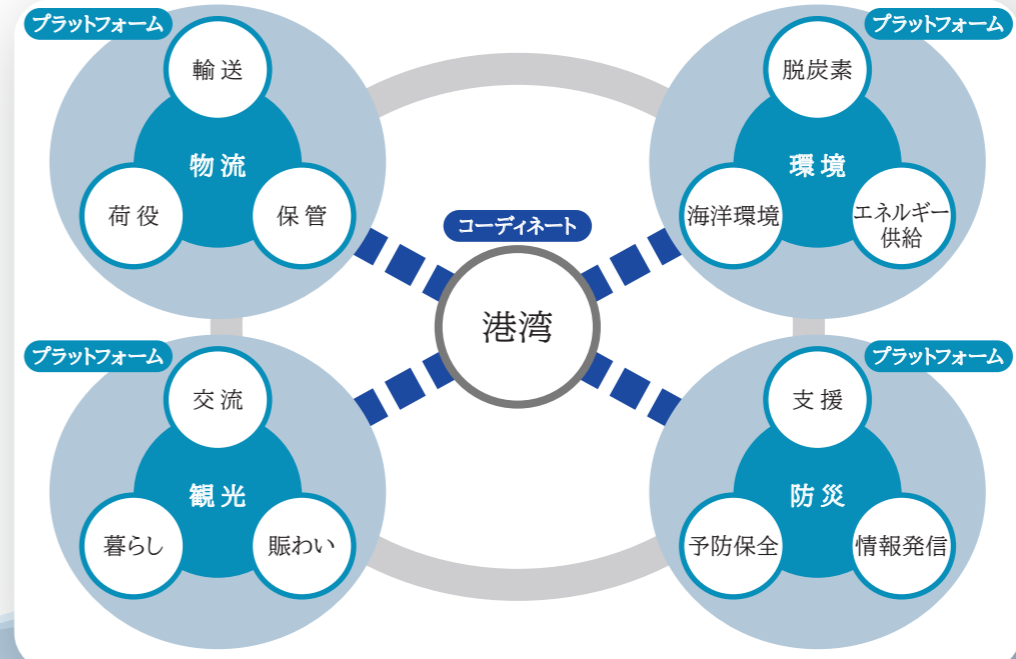 プラットフォーム
輸送
物流
荷役
保管
プラットフォーム
脱炭素
環境
海洋環境
エネルギー
供給
コーディネート
港湾
プラットフォーム
交流
観光
暮らし
賑わい
プラットフォーム
支援
防災
予防保全
情報発信